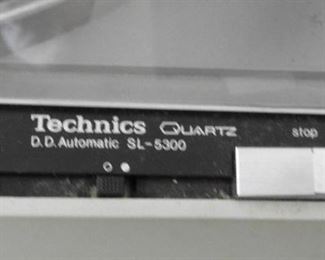 Technics QUARTZ
D.D. Automatic SL-5300
stop